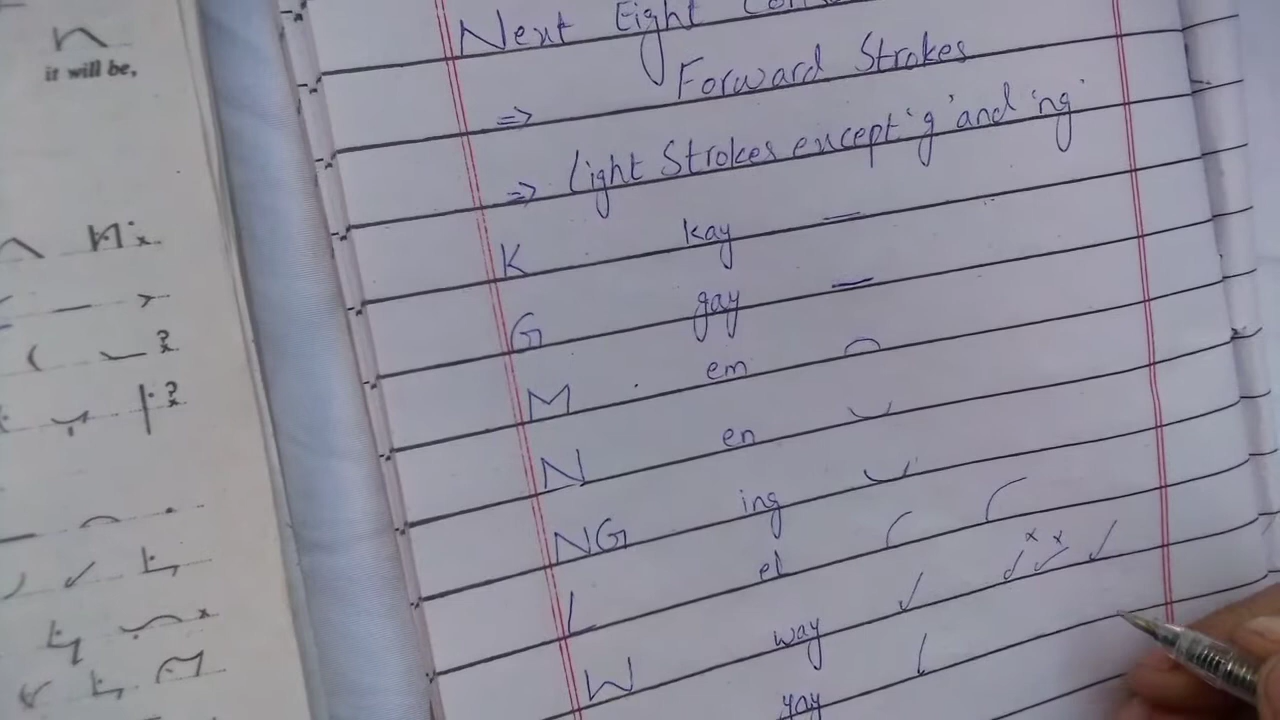 it will be,
Next Eight
Forward Strokes
⇒
⇒ Light Strokes except 'g' and 'ng'
K kay
G gay
M em
N en
NG ing
L el
W way
yay